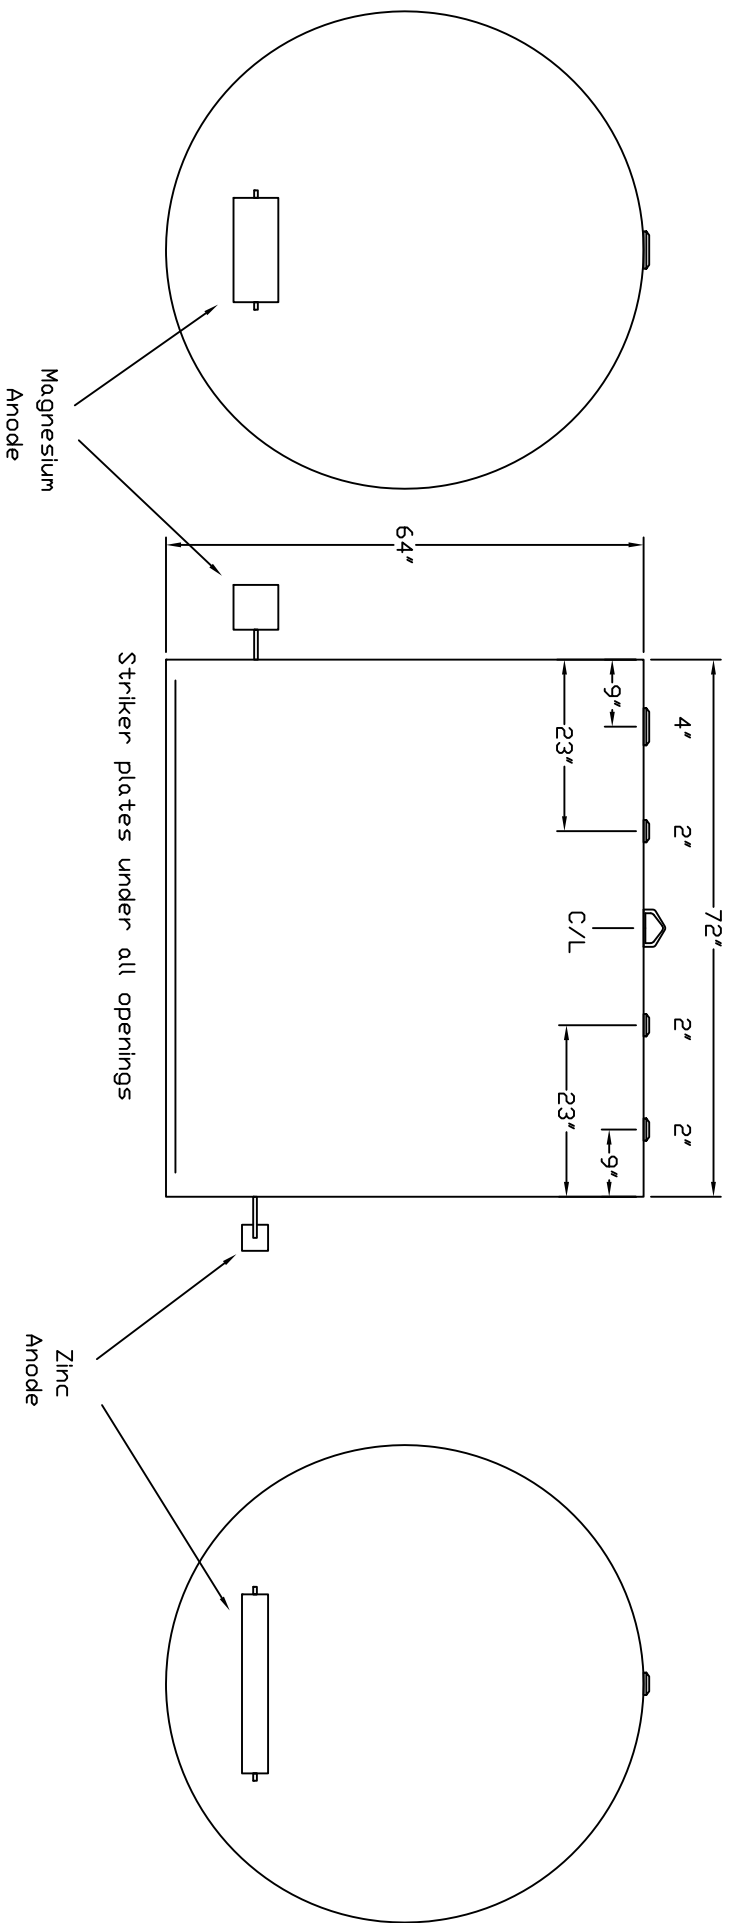 72"
4" 2" 2" 2"
9" 9"
C/L
23" 23"
64"
Striker plates under all openings
Magnesium
Anode
Zinc
Anode